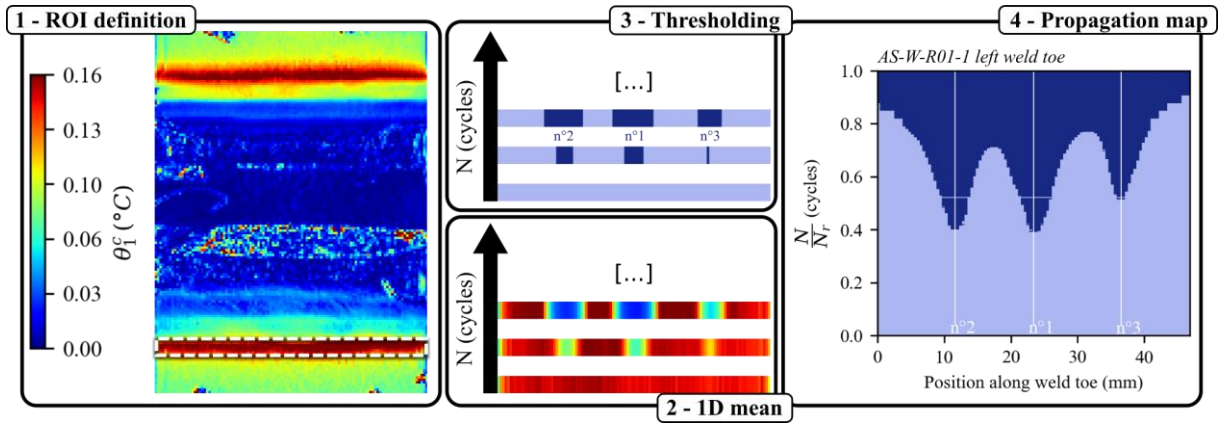 1 - ROI definition
0.16
0.13
0.10
0.06
0.03
0.00
θ₁ᶜ (°C)
3 - Thresholding
N (cycles)
[...]
n°2 n°1 n°3
N (cycles)
[...]
2 - 1D mean
4 - Propagation map
AS-W-R01-1 left weld toe
1.0
0.8
0.6
0.4
0.2
0.0
N/Nᵣ (cycles)
n°2 n°1 n°3
0 10 20 30 40
Position along weld toe (mm)